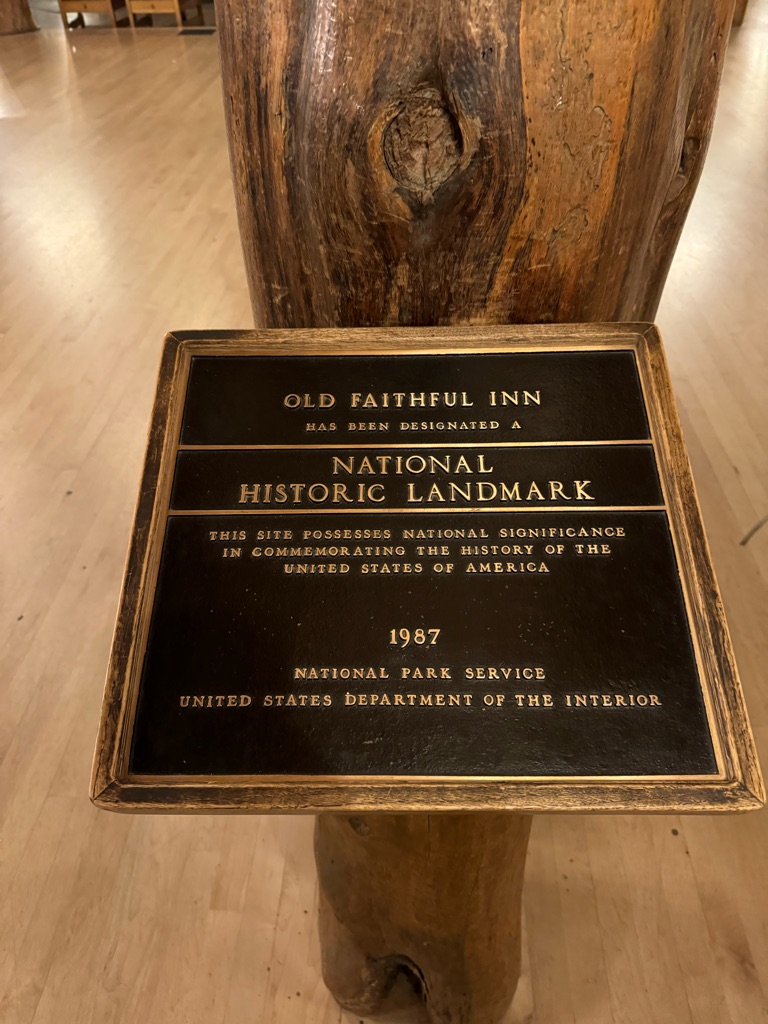 OLD FAITHFUL INN
HAS BEEN DESIGNATED A
NATIONAL
HISTORIC LANDMARK
THIS SITE POSSESSES NATIONAL SIGNIFICANCE
IN COMMEMORATING THE HISTORY OF THE
UNITED STATES OF AMERICA
1987
NATIONAL PARK SERVICE
UNITED STATES DEPARTMENT OF THE INTERIOR